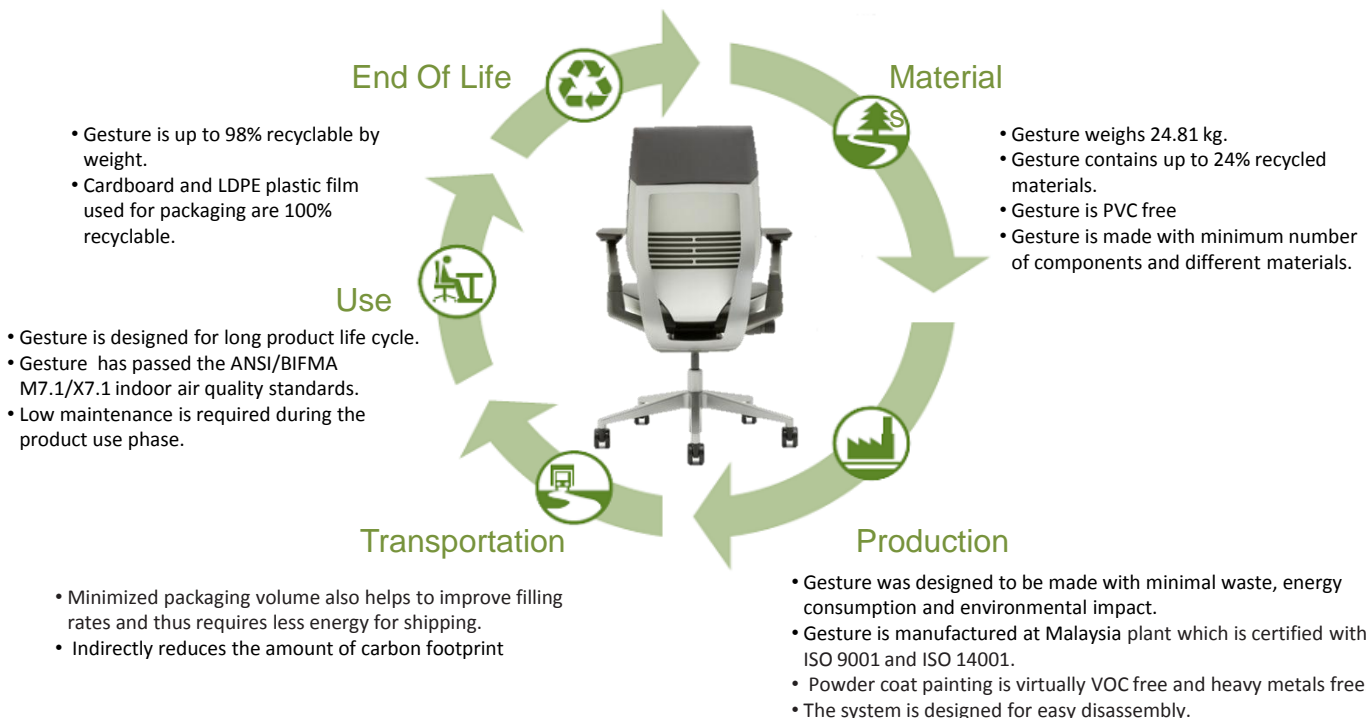 End Of Life
• Gesture is up to 98% recyclable by
weight.
• Cardboard and LDPE plastic film
used for packaging are 100%
recyclable.
Material
S
• Gesture weighs 24.81 kg.
• Gesture contains up to 24% recycled
materials.
• Gesture is PVC free
• Gesture is made with minimum number
of components and different materials.
Use
• Gesture is designed for long product life cycle.
• Gesture has passed the ANSI/BIFMA
M7.1/X7.1 indoor air quality standards.
• Low maintenance is required during the
product use phase.
Transportation
• Minimized packaging volume also helps to improve filling
rates and thus requires less energy for shipping.
• Indirectly reduces the amount of carbon footprint
Production
• Gesture was designed to be made with minimal waste, energy
consumption and environmental impact.
• Gesture is manufactured at Malaysia plant which is certified with
ISO 9001 and ISO 14001.
• Powder coat painting is virtually VOC free and heavy metals free
• The system is designed for easy disassembly.